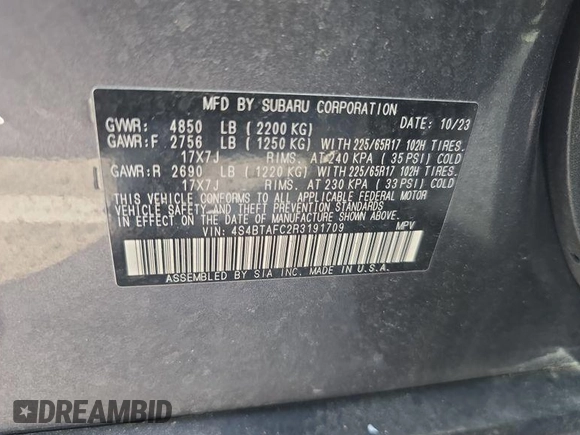 MFD BY SUBARU CORPORATION
GVWR: 4850 LB ( 2200 KG) DATE: 10/23
GAWR:F 2756 LB ( 1250 KG) WITH 225/65R17 102H TIRES.
17X7J RIMS. AT 240 KPA ( 35 PSI) COLD
GAWR:R 2690 LB ( 1220 KG) WITH 225/65R17 102H TIRES.
17X7J RIMS. AT 230 KPA ( 33 PSI) COLD
THIS VEHICLE CONFORMS TO ALL APPLICABLE FEDERAL MOTOR
VEHICLE SAFETY, BUMPER, AND THEFT PREVENTION STANDARDS
IN EFFECT ON THE DATE OF MANUFACTURE SHOWN ABOVE.
VIN: 4S4BTAFC2R3191709 MPV
ASSEMBLED BY SIA INC. MADE IN U.S.A.
DREAMBID